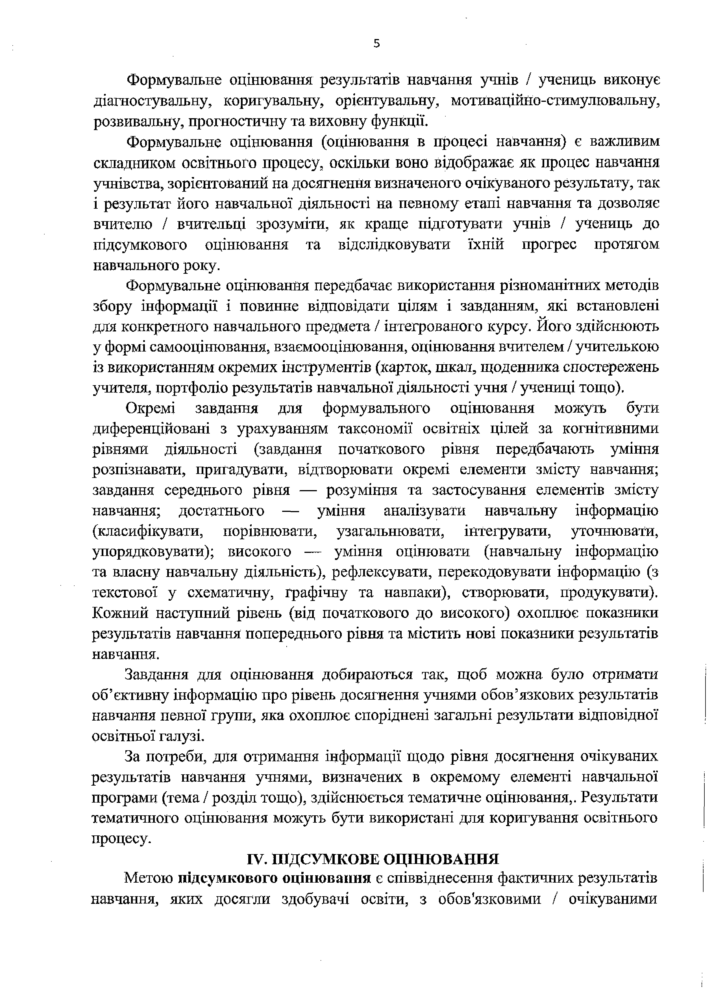 5
Формувальне оцінювання результатів навчання учнів / учениць виконує
діагностувальну, коригувальну, орієнтувальну, мотиваційно-стимулювальну,
розвивальну, прогностичну та виховну функції.
Формувальне оцінювання (оцінювання в процесі навчання) є важливим
складником освітнього процесу, оскільки воно відображає як процес навчання
учнівства, зорієнтований на досягнення визначеного очікуваного результату, так
і результат його навчальної діяльності на певному етапі навчання та дозволяє
вчителю / вчительці зрозуміти, як краще підготувати учнів / учениць до
підсумкового оцінювання та відслідковувати їхній прогрес протягом
навчального року.
Формувальне оцінювання передбачає використання різноманітних методів
збору інформації і повинне відповідати цілям і завданням, які встановлені
для конкретного навчального предмета / інтегрованого курсу. Його здійснюють
у формі самооцінювання, взаємооцінювання, оцінювання вчителем / учителькою
із використанням окремих інструментів (карток, шкал, щоденника спостережень
учителя, портфоліо результатів навчальної діяльності учня / учениці тощо).
Окремі завдання для формувального оцінювання можуть бути
диференційовані з урахуванням таксономії освітніх цілей за когнітивними
рівнями діяльності (завдання початкового рівня передбачають уміння
розпізнавати, пригадувати, відтворювати окремі елементи змісту навчання;
завдання середнього рівня — розуміння та застосування елементів змісту
навчання; достатнього — уміння аналізувати навчальну інформацію
(класифікувати, порівнювати, узагальнювати, інтегрувати, уточнювати,
упорядковувати); високого — уміння оцінювати (навчальну інформацію
та власну навчальну діяльність), рефлексувати, перекодовувати інформацію (з
текстової у схематичну, графічну та навпаки), створювати, продукувати).
Кожний наступний рівень (від початкового до високого) охоплює показники
результатів навчання попереднього рівня та містить нові показники результатів
навчання.
Завдання для оцінювання добираються так, щоб можна було отримати
об’єктивну інформацію про рівень досягнення учнями обов’язкових результатів
навчання певної групи, яка охоплює споріднені загальні результати відповідної
освітньої галузі.
За потреби, для отримання інформації щодо рівня досягнення очікуваних
результатів навчання учнями, визначених в окремому елементі навчальної
програми (тема / розділ тощо), здійснюється тематичне оцінювання,. Результати
тематичного оцінювання можуть бути використані для коригування освітнього
процесу.
IV. ПІДСУМКОВЕ ОЦІНЮВАННЯ
Метою підсумкового оцінювання є співвіднесення фактичних результатів
навчання, яких досягли здобувачі освіти, з обов'язковими / очікуваними